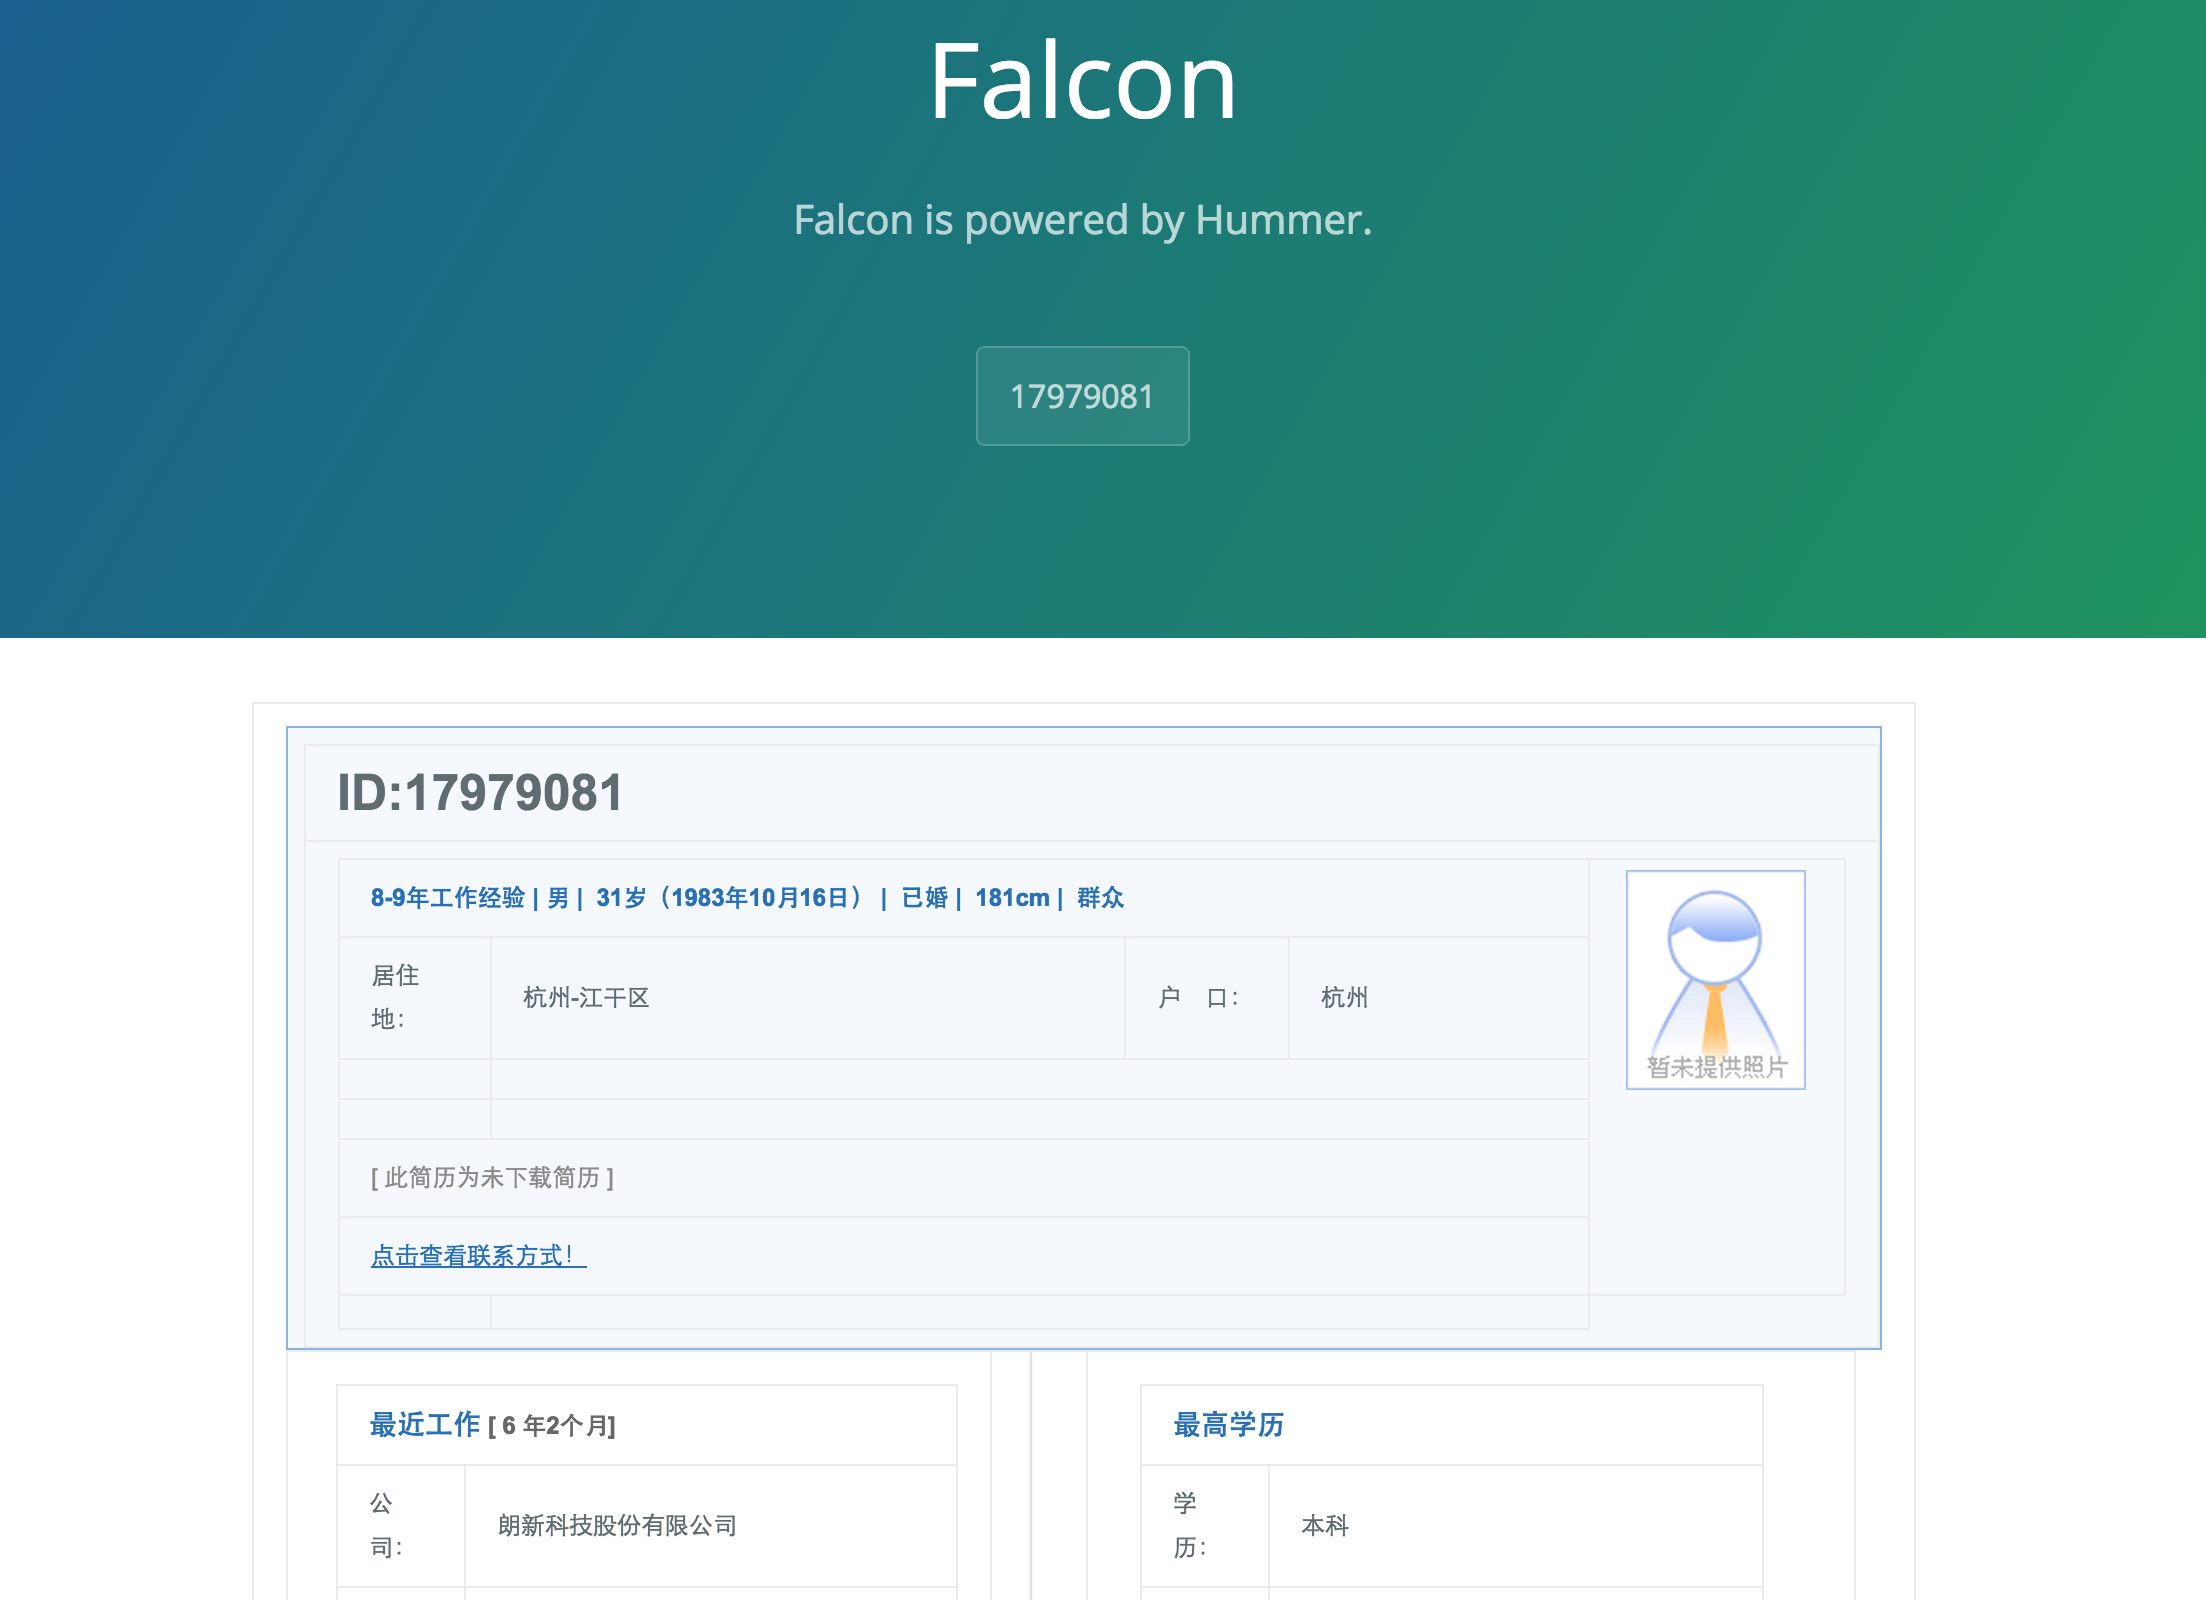 Falcon
Falcon is powered by Hummer.
17979081
ID:17979081
8-9年工作经验 | 男 | 31岁（1983年10月16日） | 已婚 | 181cm | 群众
居住
地：
杭州-江干区
户 口：
杭州
暂未提供照片
[ 此简历为未下载简历 ]
点击查看联系方式！
最近工作 [ 6 年2个月]
公
司：
朗新科技股份有限公司
最高学历
学
历：
本科